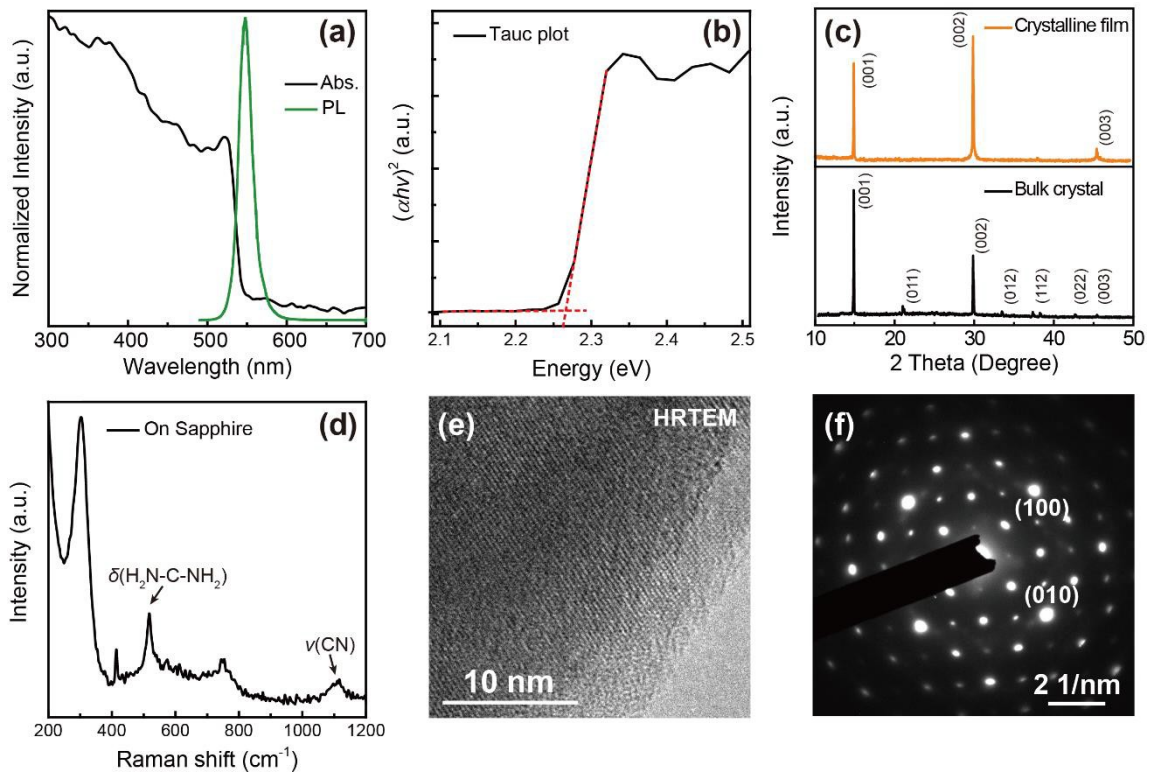 (a)
Abs.
PL
Normalized Intensity (a.u.)
300 400 500 600 700
Wavelength (nm)
(b)
Tauc plot
(αhν)²
(a.u.)
2.1 2.2 2.3 2.4 2.5
Energy (eV)
(c)
Crystalline film
(001)
(002)
(003)
Bulk crystal
(001)
(011)
(002)
(012)
(112)
(022)
(003)
Intensity (a.u.)
10 20 30 40 50
2 Theta (Degree)
(d)
On Sapphire
δ(H₂N-C-NH₂)
ν(CN)
Intensity (a.u.)
200 400 600 800 1000 1200
Raman shift (cm⁻¹)
(e)
HRTEM
10 nm
(f)
(100)
(010)
2 1/nm